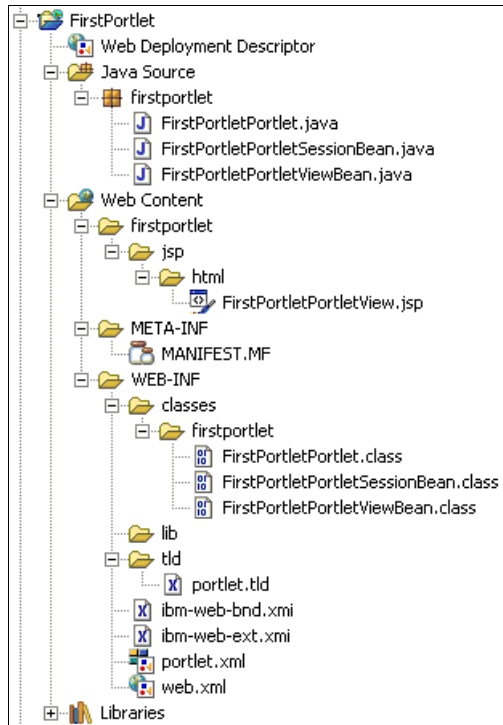 FirstPortlet
Web Deployment Descriptor
Java Source
firstportlet
FirstPortletPortlet.java
FirstPortletPortletSessionBean.java
FirstPortletPortletViewBean.java
Web Content
firstportlet
jsp
html
FirstPortletPortletView.jsp
META-INF
MANIFEST.MF
WEB-INF
classes
firstportlet
FirstPortletPortlet.class
FirstPortletPortletSessionBean.class
FirstPortletPortletViewBean.class
lib
tld
portlet.tld
ibm-web-bnd.xmi
ibm-web-ext.xmi
portlet.xml
web.xml
Libraries